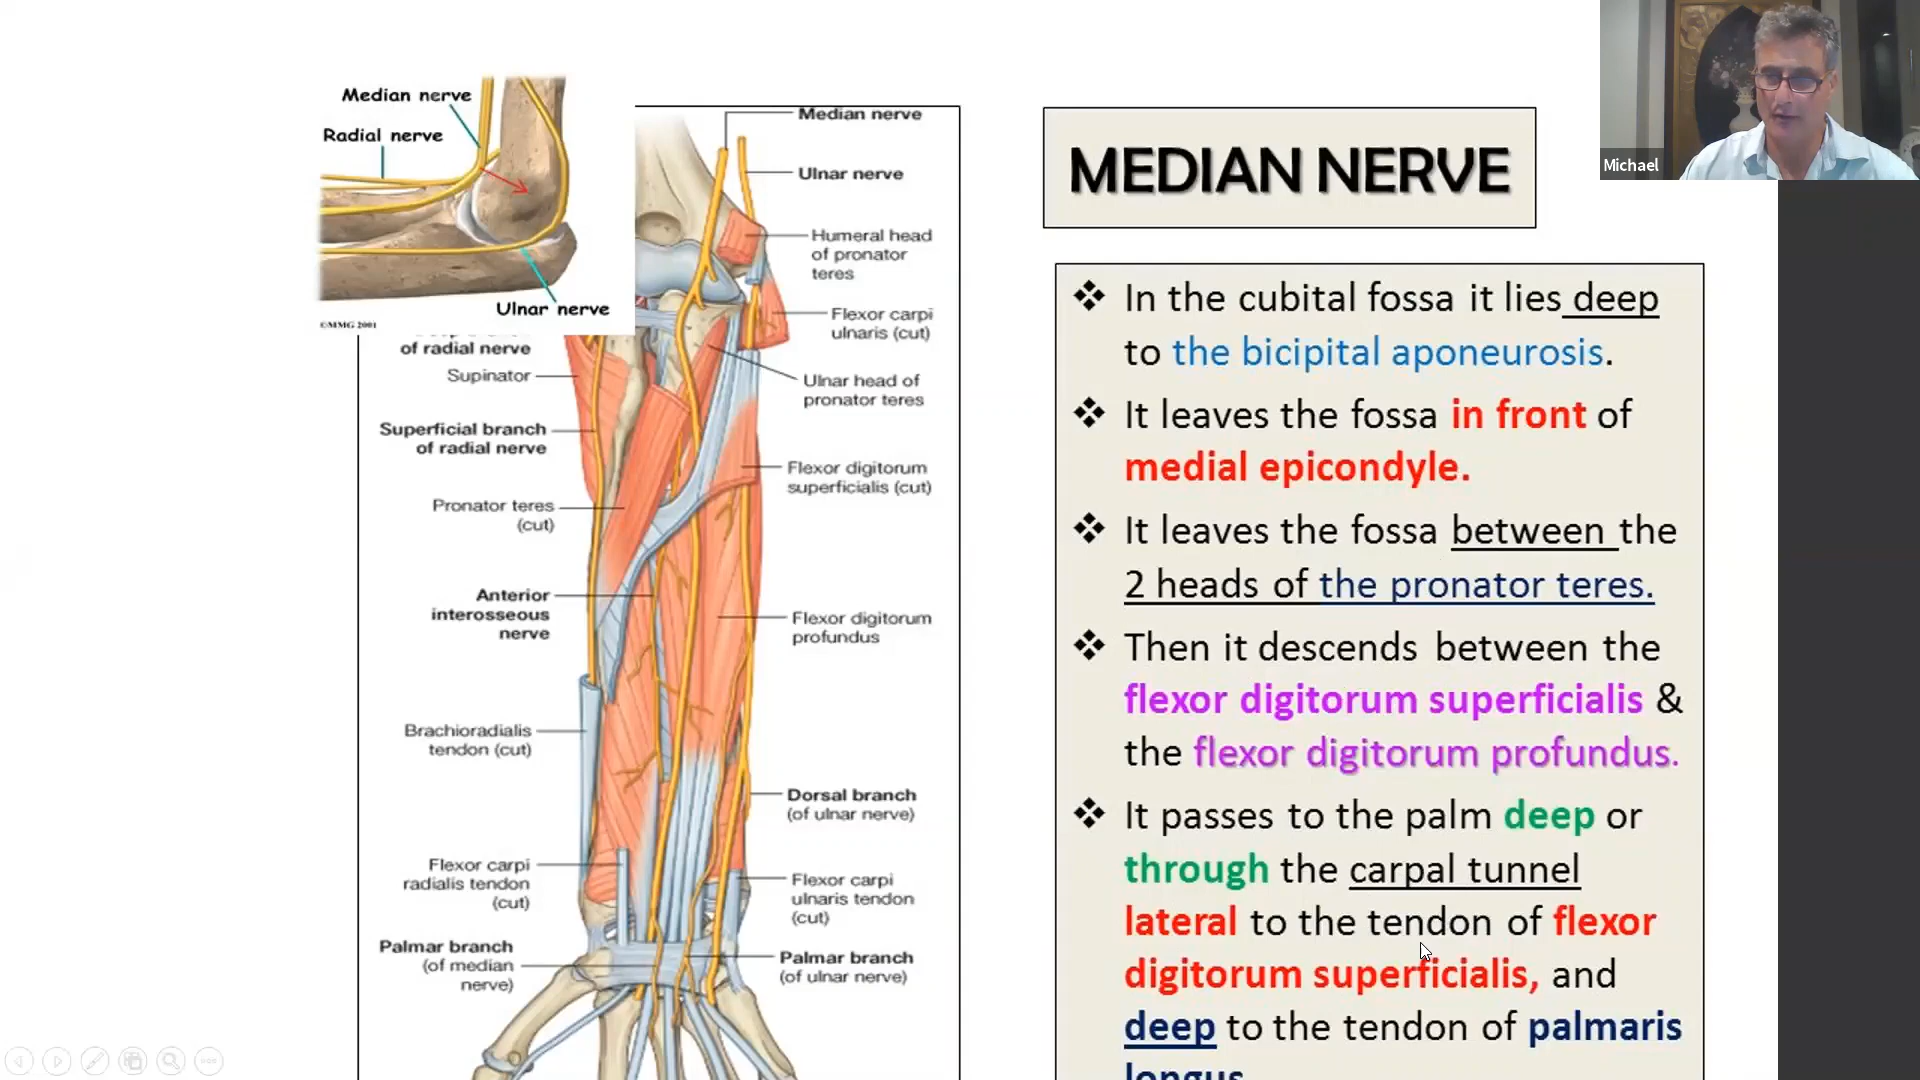 Median nerve
Radial nerve
Ulnar nerve
©MMG 2001
Median nerve
Ulnar nerve
Humeral head
of pronator
teres
Flexor carpi
ulnaris (cut)
Ulnar head of
pronator teres
Flexor digitorum
superficialis (cut)
Flexor digitorum
profundus
Dorsal branch
(of ulnar nerve)
Flexor carpi
ulnaris tendon
(cut)
Palmar branch
(of ulnar nerve)
of radial nerve
Supinator
Superficial branch
of radial nerve
Pronator teres
(cut)
Anterior
interosseous
nerve
Brachioradialis
tendon (cut)
Flexor carpi
radialis tendon
(cut)
Palmar branch
(of median
nerve)
MEDIAN NERVE
❖ In the cubital fossa it lies deep
to the bicipital aponeurosis.
❖ It leaves the fossa in front of
medial epicondyle.
❖ It leaves the fossa between the
2 heads of the pronator teres.
❖ Then it descends between the
flexor digitorum superficialis &
the flexor digitorum profundus.
❖ It passes to the palm deep or
through the carpal tunnel
lateral to the tendon of flexor
digitorum superficialis, and
deep to the tendon of palmaris
longus
Michael